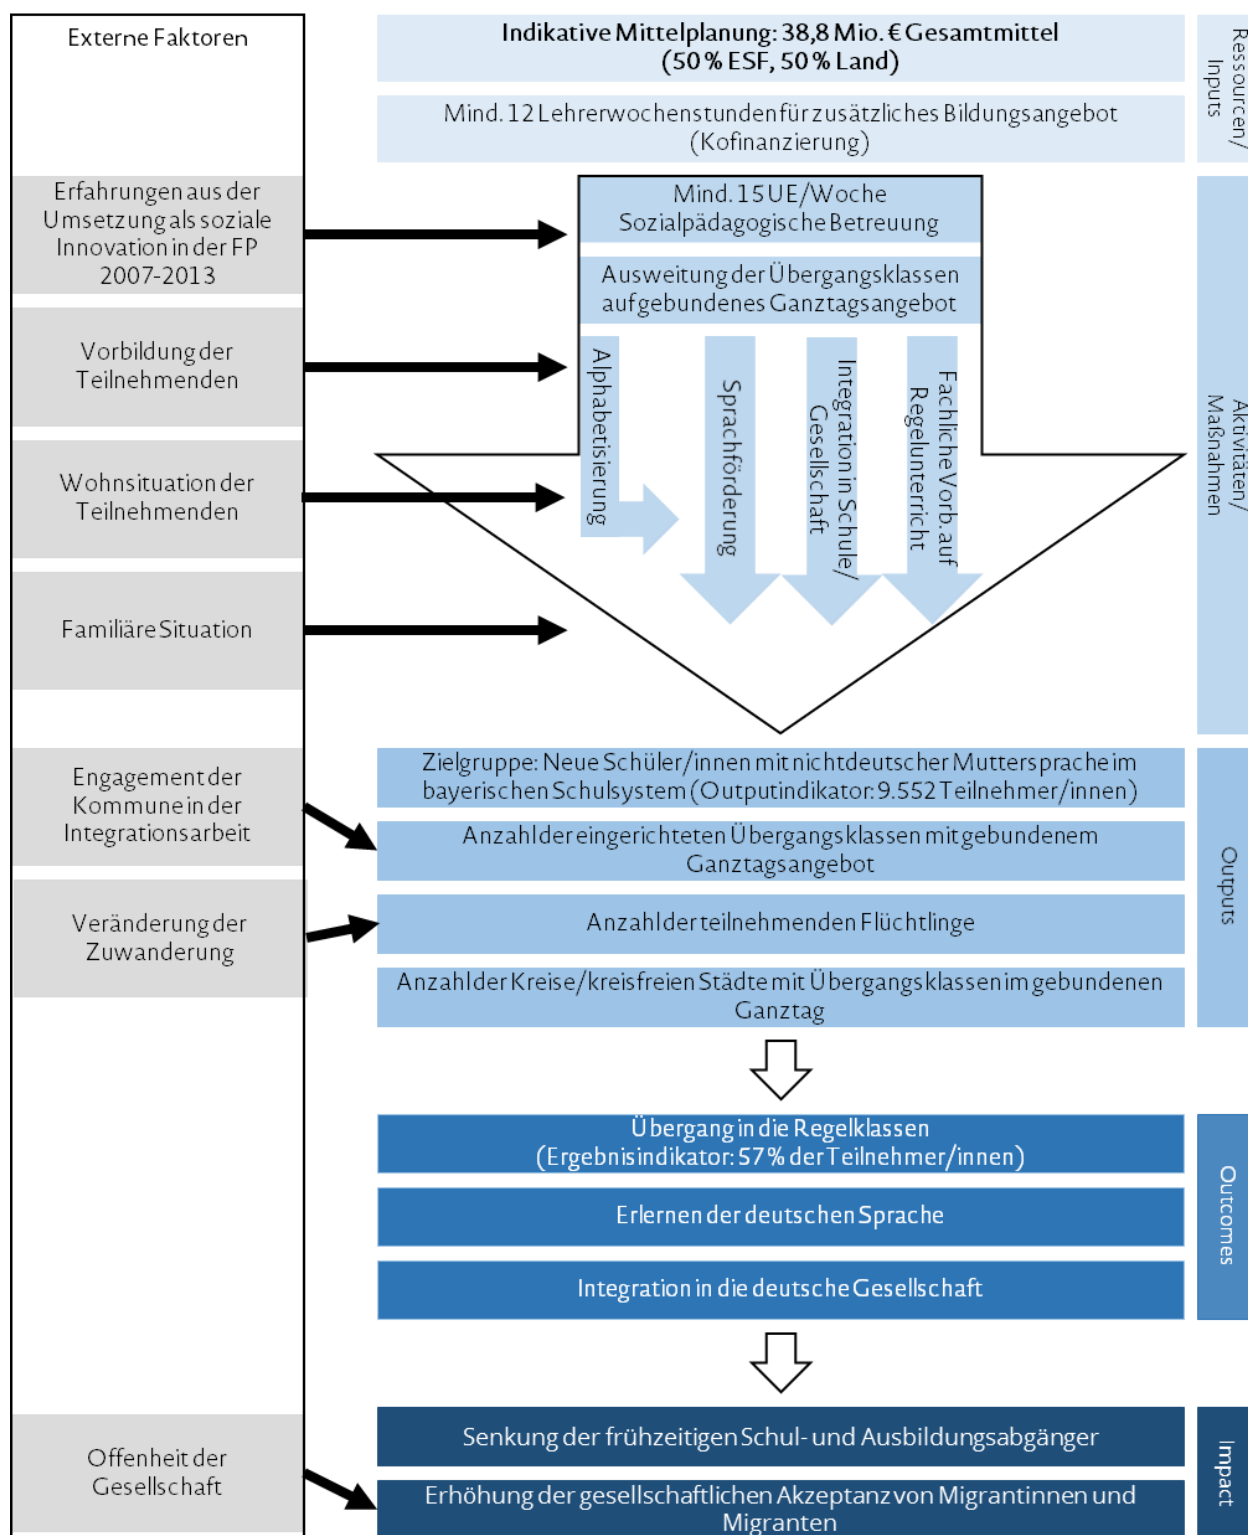 Externe Faktoren
Indikative Mittelplanung: 38,8 Mio. € Gesamtmittel
(50 % ESF, 50 % Land)
Mind. 12 Lehrerwochenstunden für zusätzliches Bildungsangebot
(Kofinanzierung)
Ressourcen/
Inputs
Erfahrungen aus der
Umsetzung als soziale
Innovation in der FP
2007-2013
Vorbildung der
Teilnehmenden
Wohnsituation der
Teilnehmenden
Familiäre Situation
Mind. 15 UE/Woche
Sozialpädagogische Betreuung
Ausweitung der Übergangsklassen
auf gebundenes Ganztagsangebot
Alphabetisierung
Sprachförderung
Integration in Schule/
Gesellschaft
Fachliche Vorb. auf
Regelunterricht
Aktivitäten/
Maßnahmen
Engagement der
Kommune in der
Integrationsarbeit
Veränderung der
Zuwanderung
Zielgruppe: Neue Schüler/innen mit nichtdeutscher Muttersprache im
bayerischen Schulsystem (Outputindikator: 9.552 Teilnehmer/innen)
Anzahl der eingerichteten Übergangsklassen mit gebundenem
Ganztagsangebot
Anzahl der teilnehmenden Flüchtlinge
Anzahl der Kreise/kreisfreien Städte mit Übergangsklassen im gebundenen
Ganztag
Outputs
Übergang in die Regelklassen
(Ergebnisindikator: 57% der Teilnehmer/innen)
Erlernen der deutschen Sprache
Integration in die deutsche Gesellschaft
Outcomes
Offenheit der
Gesellschaft
Senkung der frühzeitigen Schul- und Ausbildungsabgänger
Erhöhung der gesellschaftlichen Akzeptanz von Migrantinnen und
Migranten
Impact